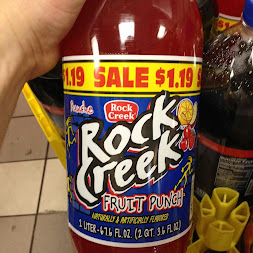 $1.19 SALE $1.19 S
Rock
Creek
Rock
Creek
FRUIT PUNCH
NATURALLY & ARTIFICIALLY FLAVORED
2 LITER-67.6 FL. OZ. (2 QT. 3.6 FL OZ.)